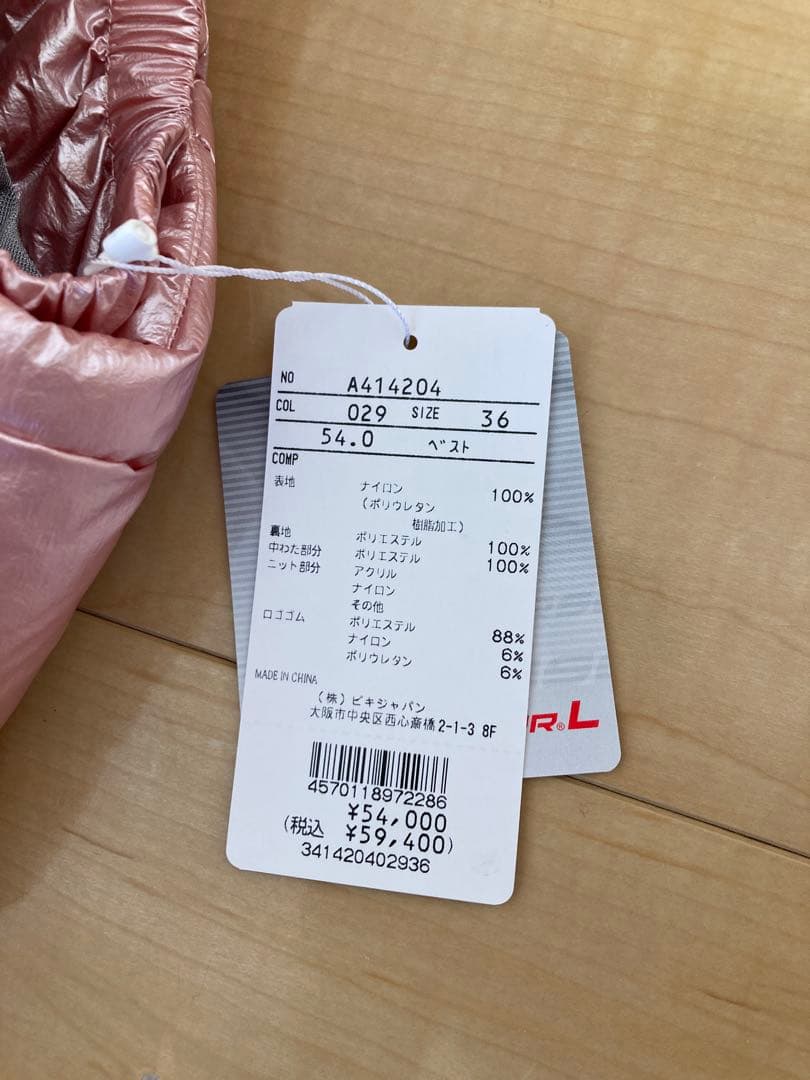 NO A414204
COL 029 SIZE 36
54.0 ベスト
COMP
表地 ナイロン 100%
(ポリウレタン
樹脂加工)
裏地 ポリエステル 100%
中わた部分 ポリエステル 100%
ニット部分 アクリル
ナイロン
その他
ロゴゴム ポリエステル 88%
ナイロン 6%
ポリウレタン 6%
MADE IN CHINA
(株)ビキジャパン
大阪市中央区西心斎橋2-1-3 8F
4570118972286
¥54,000
(税込 ¥59,400)
341420402936
R®L